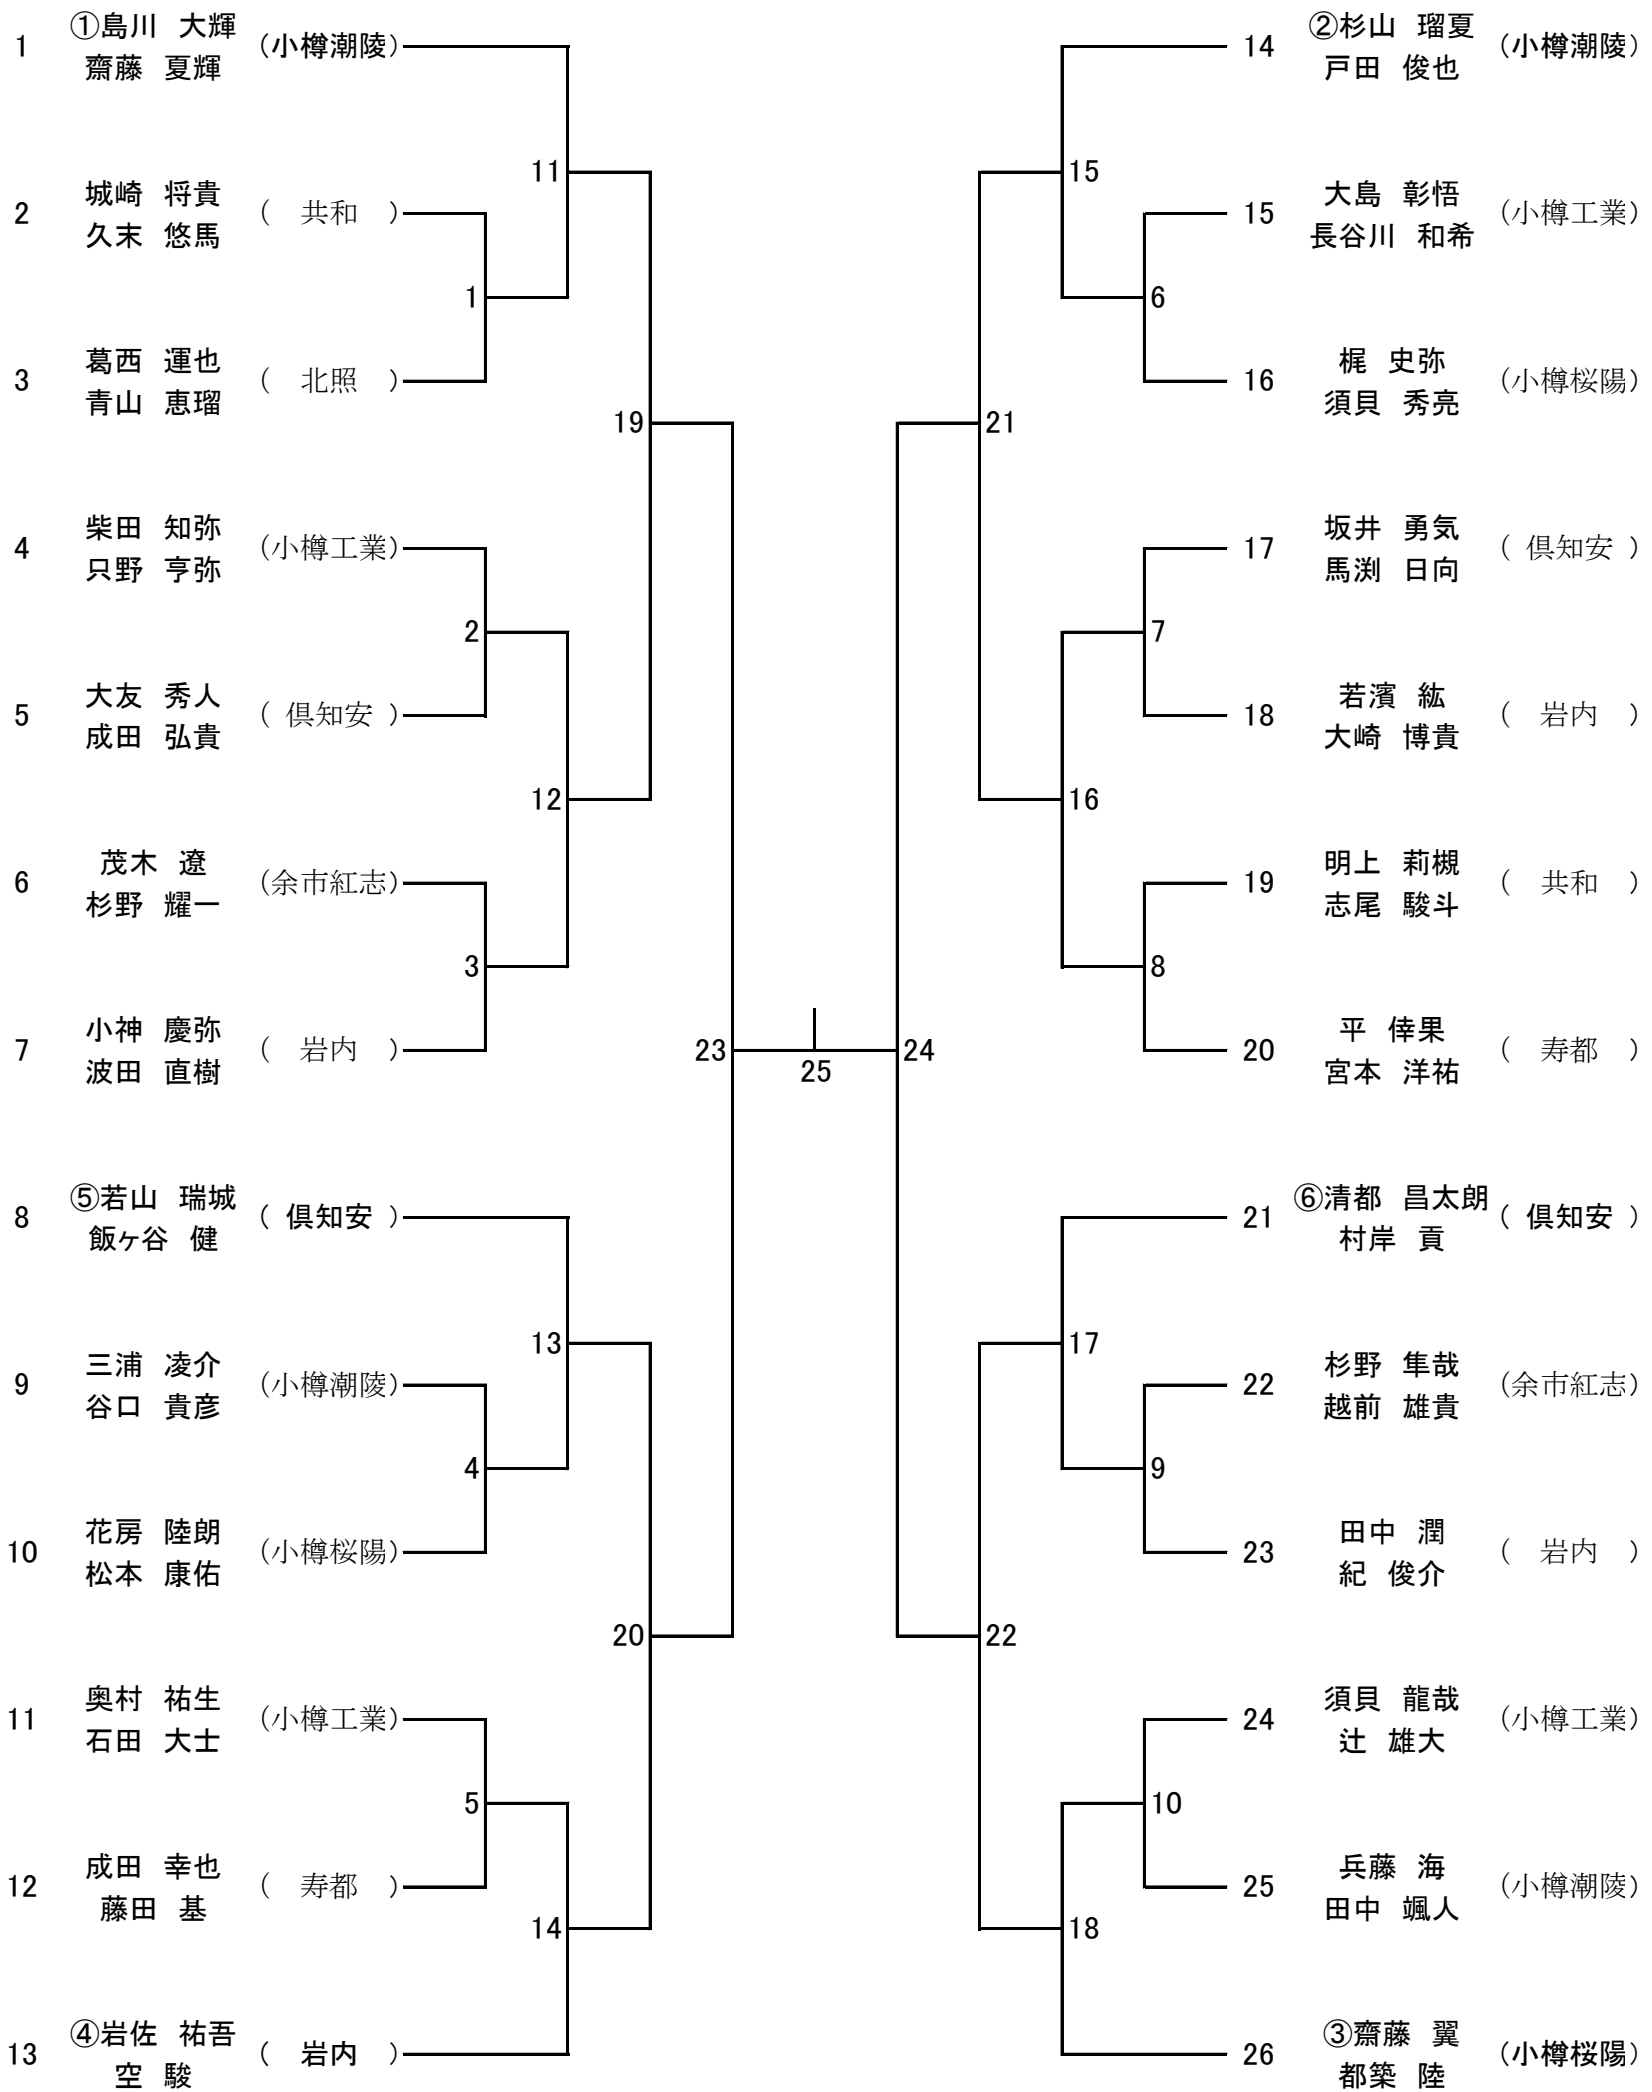 1 ①島川 大輝 (小樽潮陵)
齋藤 夏輝
11
2 城崎 将貴 ( 共和 )
久末 悠馬
1
3 葛西 運也 ( 北照 )
青山 恵瑠
19
4 柴田 知弥 (小樽工業)
只野 亨弥
2
5 大友 秀人 ( 倶知安 )
成田 弘貴
12
6 茂木 遼 (余市紅志)
杉野 耀一
3
7 小神 慶弥 ( 岩内 )
波田 直樹
23
8 ⑤若山 瑞城 ( 倶知安 )
飯ヶ谷 健
13
9 三浦 凌介 (小樽潮陵)
谷口 貴彦
4
10 花房 陸朗 (小樽桜陽)
松本 康佑
20
11 奥村 祐生 (小樽工業)
石田 大士
5
12 成田 幸也 ( 寿都 )
藤田 基
14
13 ④岩佐 祐吾 ( 岩内 )
空 駿
25
14 ②杉山 瑠夏 (小樽潮陵)
戸田 俊也
15
15 大島 彰悟 (小樽工業)
長谷川 和希
6
16 梶 史弥 (小樽桜陽)
須貝 秀亮
21
17 坂井 勇気 ( 倶知安 )
馬渕 日向
7
18 若濱 紘 ( 岩内 )
大崎 博貴
16
19 明上 莉槻 ( 共和 )
志尾 駿斗
8
20 平 倖果 ( 寿都 )
宮本 洋祐
24
21 ⑥清都 昌太朗 ( 倶知安 )
村岸 貢
17
22 杉野 隼哉 (余市紅志)
越前 雄貴
9
23 田中 潤 ( 岩内 )
紀 俊介
22
24 須貝 龍哉 (小樽工業)
辻 雄大
10
25 兵藤 海 (小樽潮陵)
田中 颯人
18
26 ③齋藤 翼 (小樽桜陽)
都築 陸